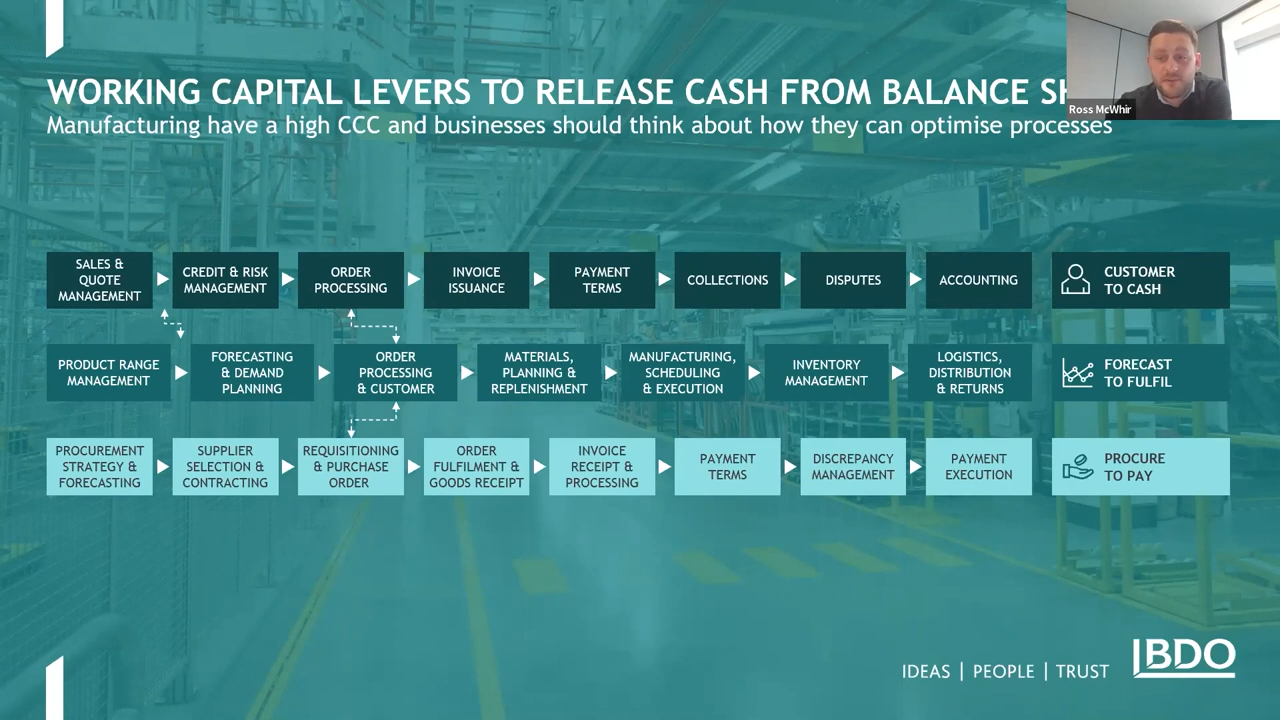 WORKING CAPITAL LEVERS TO RELEASE CASH FROM BALANCE
Ross McWhir
Manufacturing have a high CCC and businesses should think about how they can optimise processes
SALES &
QUOTE
MANAGEMENT
CREDIT & RISK
MANAGEMENT
ORDER
PROCESSING
INVOICE
ISSUANCE
PAYMENT
TERMS
COLLECTIONS
DISPUTES
ACCOUNTING
CUSTOMER
TO CASH
PRODUCT RANGE
MANAGEMENT
FORECASTING
& DEMAND
PLANNING
ORDER
PROCESSING
& CUSTOMER
MATERIALS,
PLANNING &
REPLENISHMENT
MANUFACTURING,
SCHEDULING
& EXECUTION
INVENTORY
MANAGEMENT
LOGISTICS,
DISTRIBUTION
& RETURNS
FORECAST
TO FULFIL
PROCUREMENT
STRATEGY &
FORECASTING
SUPPLIER
SELECTION &
CONTRACTING
REQUISITIONING
& PURCHASE
ORDER
ORDER
FULFILMENT &
GOODS RECEIPT
INVOICE
RECEIPT &
PROCESSING
PAYMENT
TERMS
DISCREPANCY
MANAGEMENT
PAYMENT
EXECUTION
PROCURE
TO PAY
IDEAS | PEOPLE | TRUST
BDO